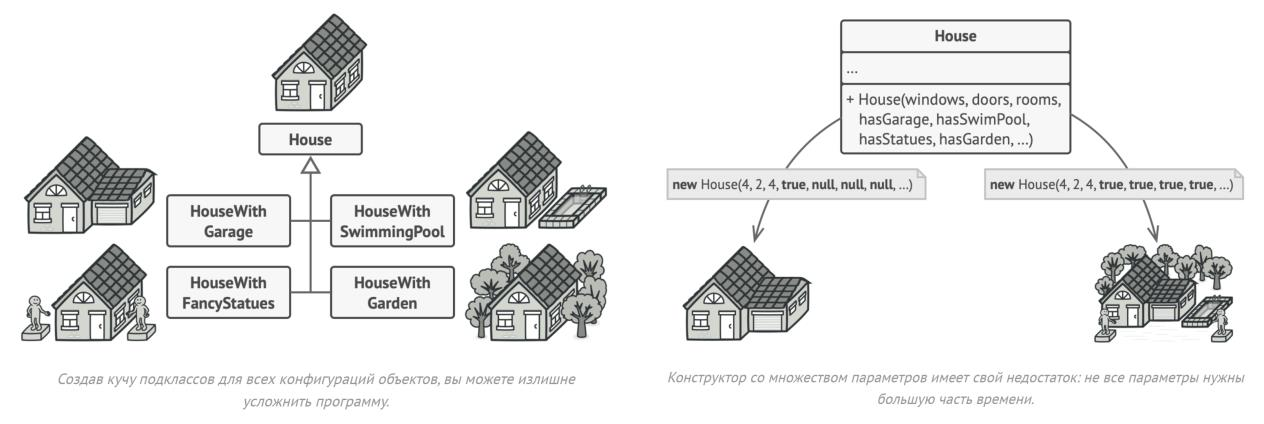 House
HouseWith
Garage
HouseWith
SwimmingPool
HouseWith
FancyStatues
HouseWith
Garden
Создав кучу подклассов для всех конфигураций объектов, вы можете излишне
усложнить программу.
House
...
+ House(windows, doors, rooms,
hasGarage, hasSwimPool,
hasStatues, hasGarden, ...)
new House(4, 2, 4, true, null, null, null, ...)
new House(4, 2, 4, true, true, true, true, ...)
Конструктор со множеством параметров имеет свой недостаток: не все параметры нужны
большую часть времени.